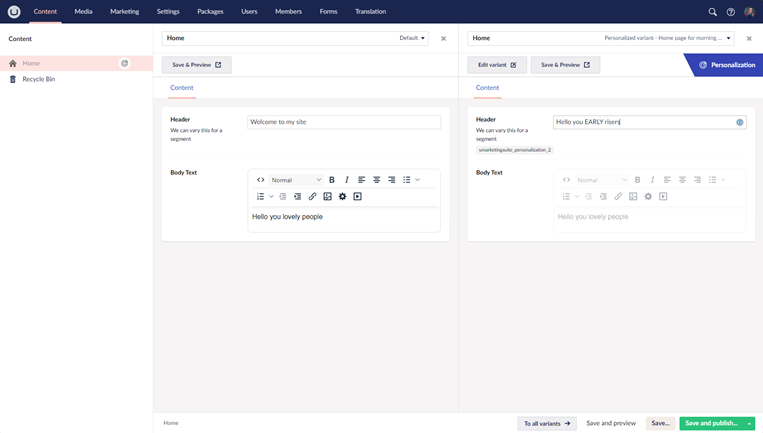 Content Media Marketing Settings Packages Users Members Forms Translation
Content
Home
Recycle Bin
Home Default
Save & Preview
Content
Header
We can vary this for a
segment
Welcome to my site
Body Text
Normal B I
Hello you lovely people
Home Personalized variant - Home page for morning ...
Edit variant Save & Preview
Personalization
Content
Header
We can vary this for a
segment
umarketingsuite_personalization_2
Hello you EARLY risers
Body Text
Normal B I
Hello you lovely people
Home To all variants Save and preview Save... Save and publish...